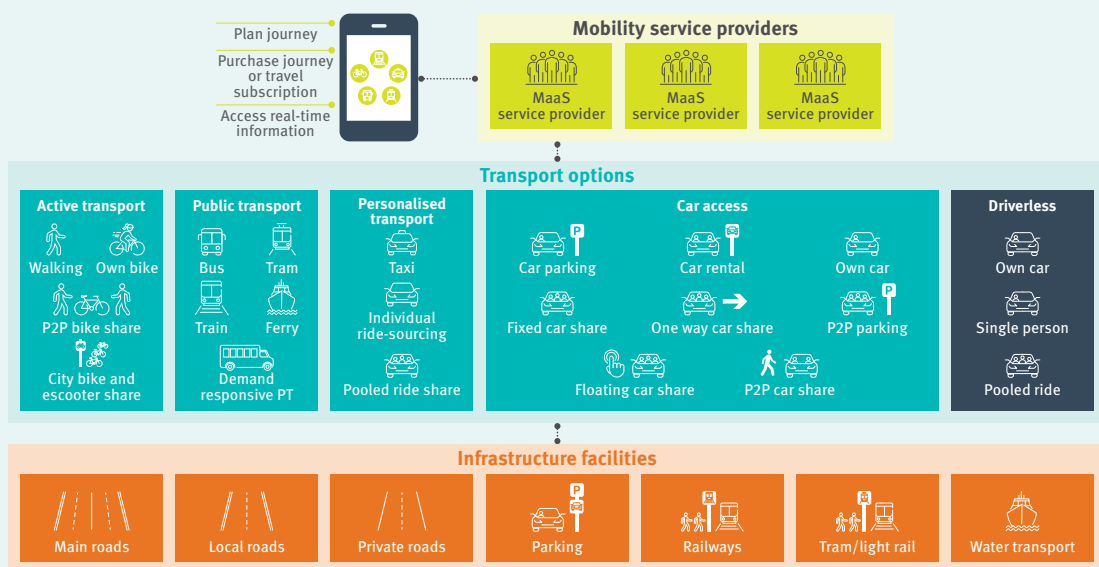 Plan journey
Purchase journey
or travel
subscription
Access real-time
information
Mobility service providers
MaaS
service provider
MaaS
service provider
MaaS
service provider
Transport options
Active transport
Walking
Own bike
P2P bike share
City bike and
escooter share
Public transport
Bus
Tram
Train
Ferry
Demand
responsive PT
Personalised
transport
Taxi
Individual
ride-sourcing
Pooled ride share
Car access
P
Car parking
Car rental
Own car
Fixed car share
One way car share
P
P2P parking
Floating car share
P2P car share
Driverless
Own car
Single person
Pooled ride
Infrastructure facilities
Main roads
Local roads
Private roads
P
Parking
Railways
Tram/light rail
Water transport